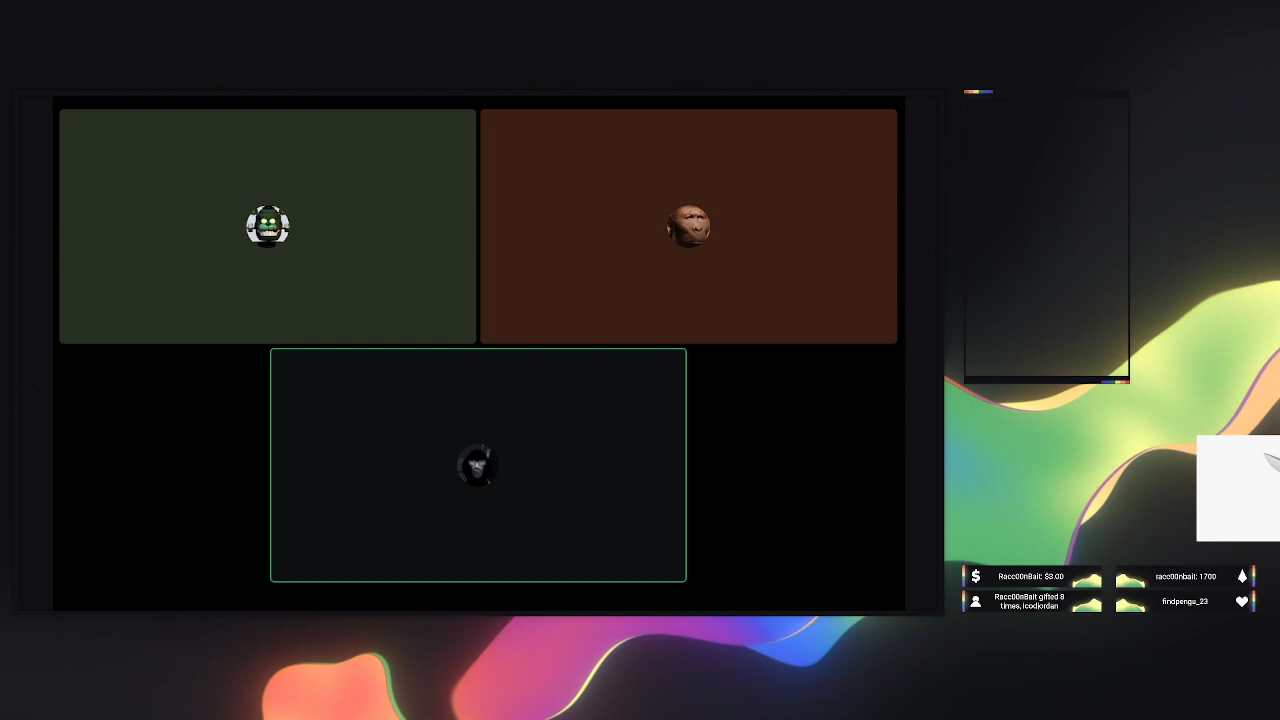 Racc00nBait: $3.00
racc00nbait: 1700
Racc00nBait gifted 8
times, icodjordan
findpengu_23